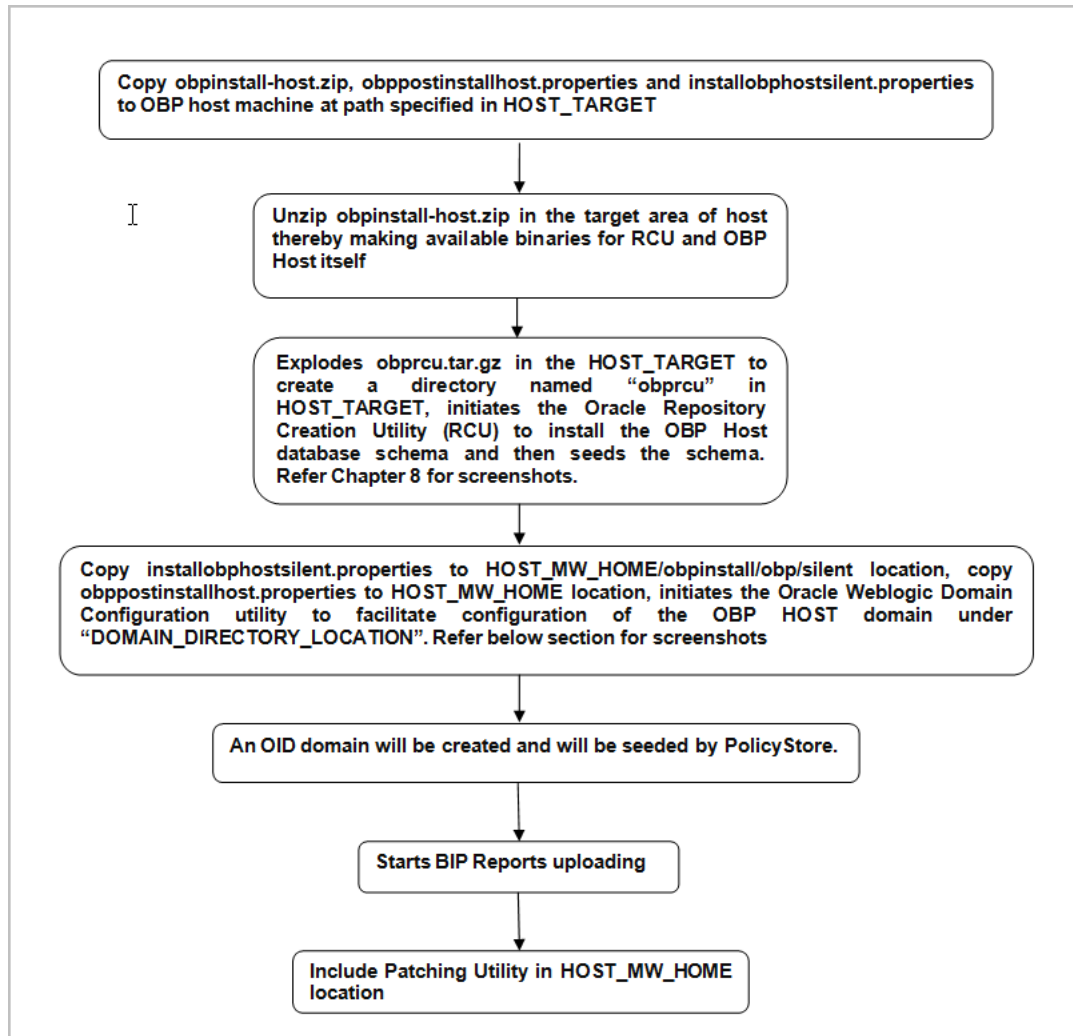 Copy obpinstall-host.zip, obppostinstallhost.properties and installobphostsilent.properties
to OBP host machine at path specified in HOST_TARGET
Unzip obpinstall-host.zip in the target area of host
thereby making available binaries for RCU and OBP
Host itself
Explodes obprcu.tar.gz in the HOST_TARGET to
create a directory named “obprcu” in
HOST_TARGET, initiates the Oracle Repository
Creation Utility (RCU) to install the OBP Host
database schema and then seeds the schema.
Refer Chapter 8 for screenshots.
Copy installobphostsilent.properties to HOST_MW_HOME/obpinstall/obp/silent location, copy
obppostinstallhost.properties to HOST_MW_HOME location, initiates the Oracle Weblogic Domain
Configuration utility to facilitate configuration of the OBP HOST domain under
“DOMAIN_DIRECTORY_LOCATION”. Refer below section for screenshots
An OID domain will be created and will be seeded by PolicyStore.
Starts BIP Reports uploading
Include Patching Utility in HOST_MW_HOME
location